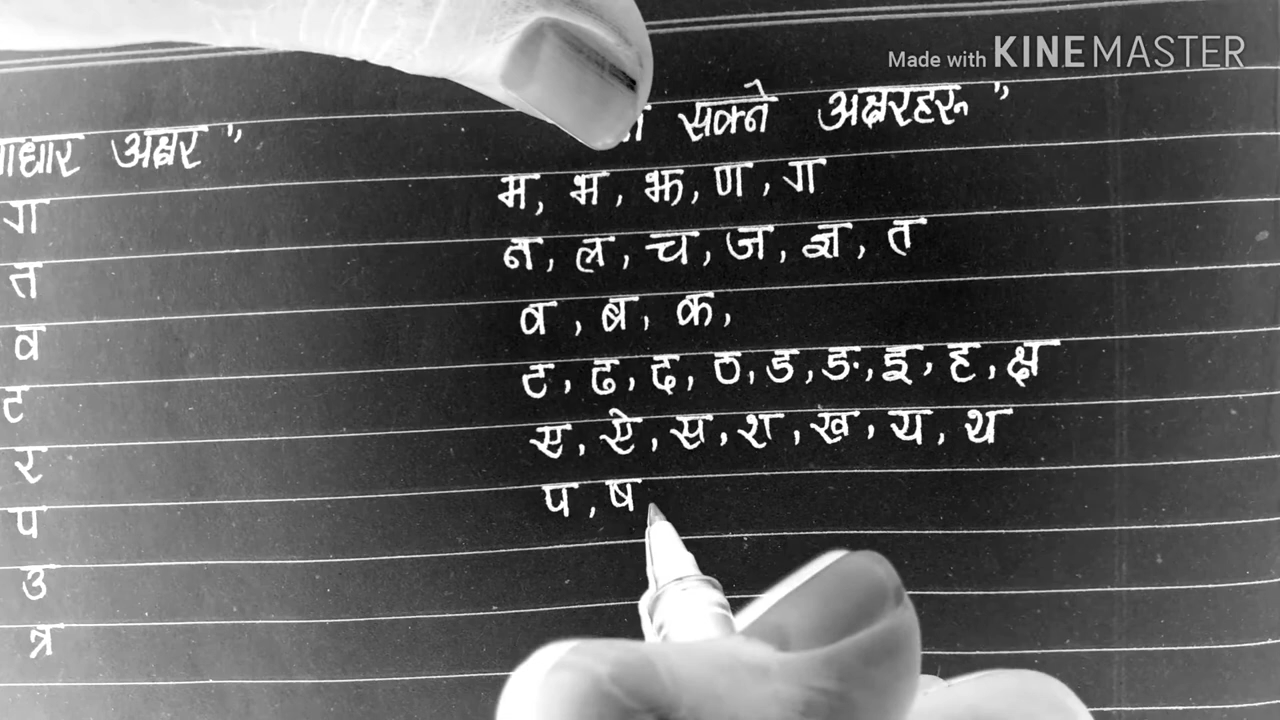 Made with KINEMASTER
आधार अक्षर "
सक्ने अक्षरहरू "
ग
म, भ, झ, ण, ग
त
न, ल, च, ज, ज्ञ, त
व
व, ब, क,
ट
ट, ढ, द, ठ, ड, ङ, इ, ह, क्ष
र
ए, ऐ, स, श, ख, य, थ
प
प, ष
उ
त्र